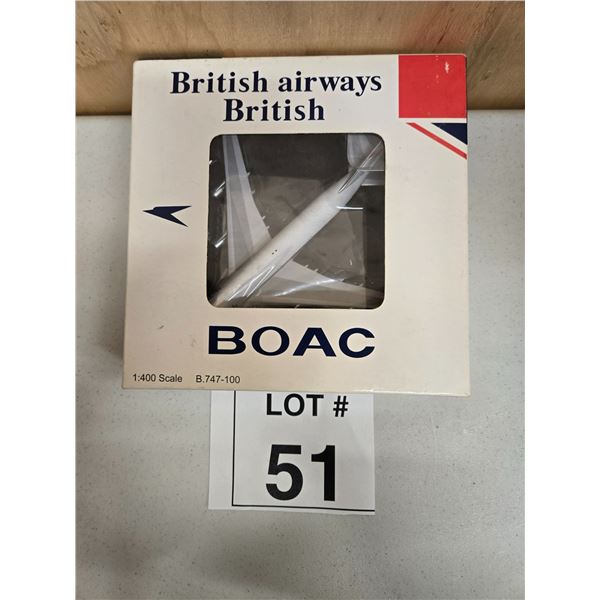 British airways
British
BOAC
1:400 Scale B.747-100
LOT #
51